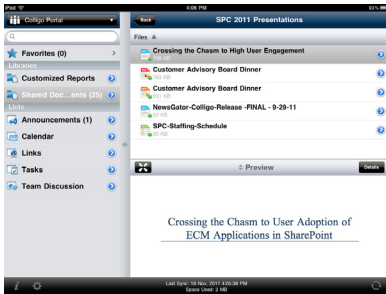 iPad
4:06 PM
93%
Colligo Portal
Back
SPC 2011 Presentations
Files
Favorites (0)
Libraries
Customized Reports
Shared Doc...ents (25)
Lists
Announcements (1)
Calendar
Links
Tasks
Team Discussion
Crossing the Chasm to High User Engagement
Customer Advisory Board Dinner
Customer Advisory Board Dinner
NewsGator-Colligo-Release -FINAL - 9-29-11
SPC-Staffing-Schedule
Preview
Details
Crossing the Chasm to User Adoption of
ECM Applications in SharePoint
Last Sync: 18 Nov, 2011 4:05:38 PM
Space Used: 3 MB